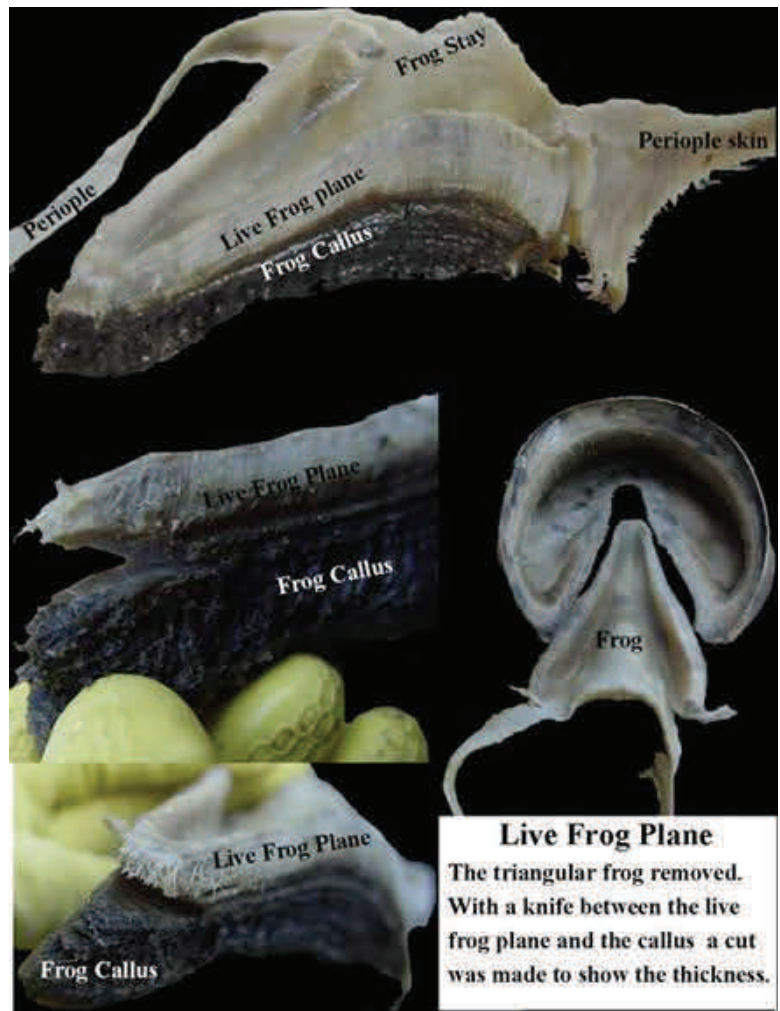 Frog Stay
Periople skin
Periople
Live Frog plane
Frog Callus
Live Frog Plane
Frog Callus
Frog
Live Frog Plane
Frog Callus
Live Frog Plane
The triangular frog removed.
With a knife between the live
frog plane and the callus a cut
was made to show the thickness.